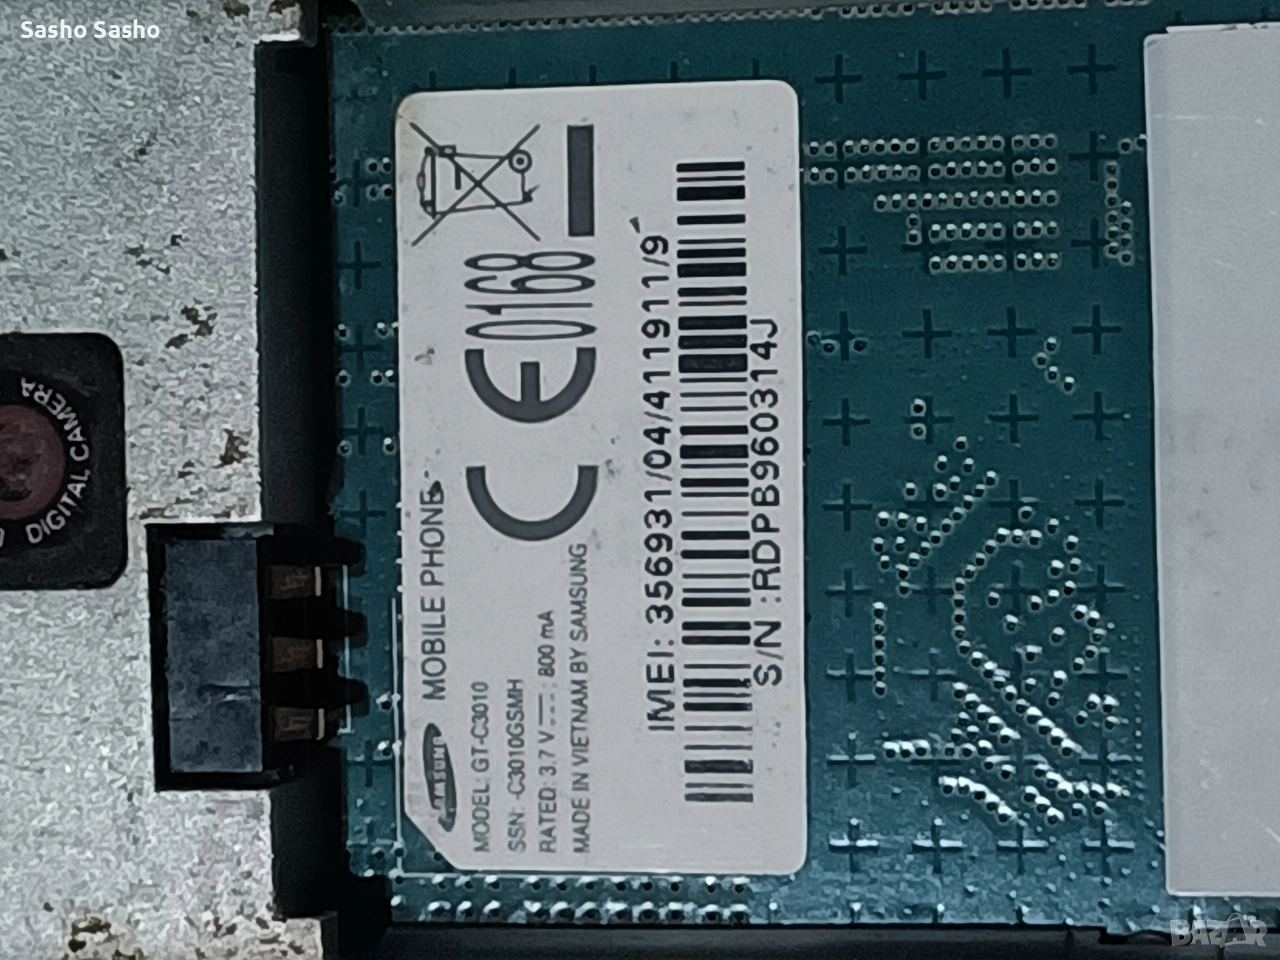 Sasho Sasho
DIGITAL CAMERA
SAMSUNG
MOBILE PHONE
MODEL: GT-C3010
SSN: -C3010GSMH
RATED: 3.7 V : 800 mA
MADE IN VIETNAM BY SAMSUNG
CE0168
IMEI: 356931/04/411911/9
S/N :RDPB960314J
BAZAR